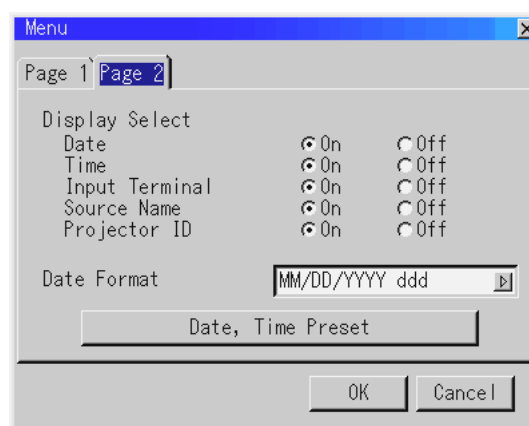 Menu
Page 1 Page 2
Display Select
Date On Off
Time On Off
Input Terminal On Off
Source Name On Off
Projector ID On Off
Date Format MM/DD/YYYY ddd
Date, Time Preset
OK Cancel